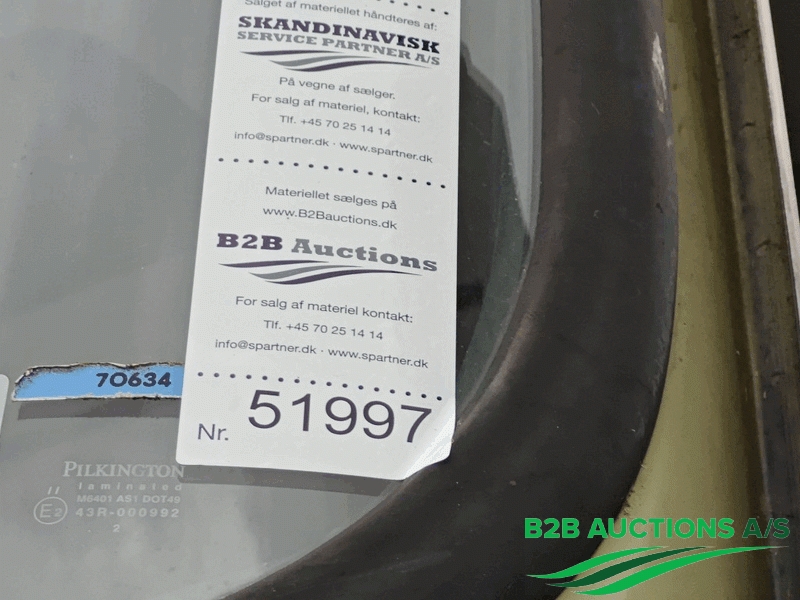 Salget af materiellet håndteres af:
SKANDINAVISK
SERVICE PARTNER A/S
På vegne af sælger.
For salg af materiel, kontakt:
Tlf. +45 70 25 14 14
info@spartner.dk · www.spartner.dk
Materiellet sælges på
www.B2Bauctions.dk
B2B Auctions
For salg af materiel kontakt:
Tlf. +45 70 25 14 14
info@spartner.dk · www.spartner.dk
Nr. 51997
70634
PILKINGTON
laminated
M6401 AS1 DOT49
E2 43R-000992
2
B2B AUCTIONS A/S